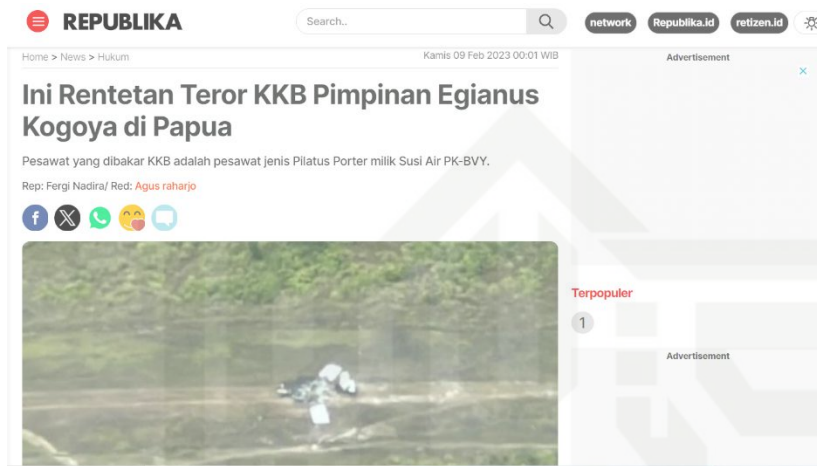 REPUBLIKA
Search..
network
Republika.id
retizen.id
Home > News > Hukum
Kamis 09 Feb 2023 00:01 WIB
Advertisement
Ini Rentetan Teror KKB Pimpinan Egianus
Kogoya di Papua
Pesawat yang dibakar KKB adalah pesawat jenis Pilatus Porter milik Susi Air PK-BVY.
Rep: Fergi Nadira/ Red: Agus raharjo
Terpopuler
1
Advertisement